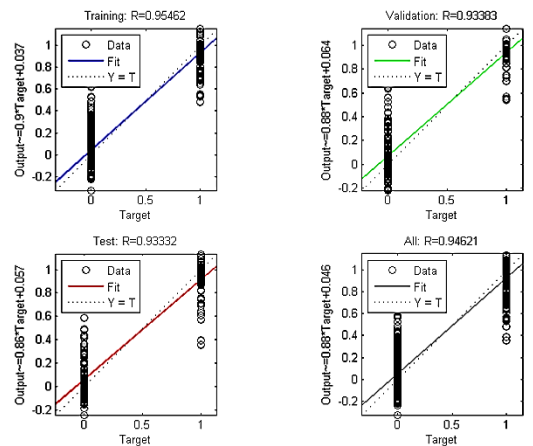 Training: R=0.95462
Output~=0.9*Target+0.037
1
0.8
0.6
0.4
0.2
0
-0.2
Data
Fit
Y = T
0
0.5
1
Target
Validation: R=0.93383
Output~=0.88*Target+0.064
1
0.8
0.6
0.4
0.2
0
-0.2
Data
Fit
Y = T
0
0.5
1
Target
Test: R=0.93332
Output~=0.86*Target+0.057
1
0.8
0.6
0.4
0.2
0
-0.2
Data
Fit
Y = T
0
0.5
1
Target
All: R=0.94621
Output~=0.88*Target+0.046
1
0.8
0.6
0.4
0.2
0
-0.2
Data
Fit
Y = T
0
0.5
1
Target